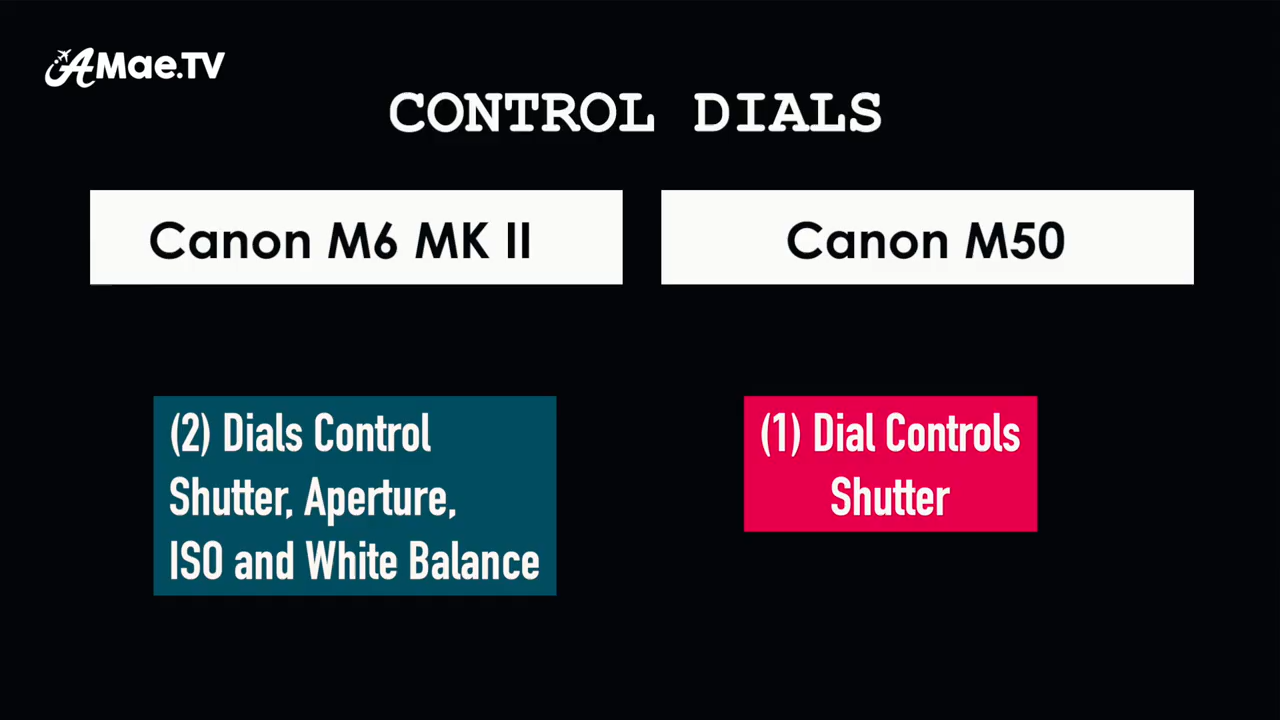 AMae.TV
CONTROL DIALS
Canon M6 MK II
Canon M50
(2) Dials Control
Shutter, Aperture,
ISO and White Balance
(1) Dial Controls
Shutter